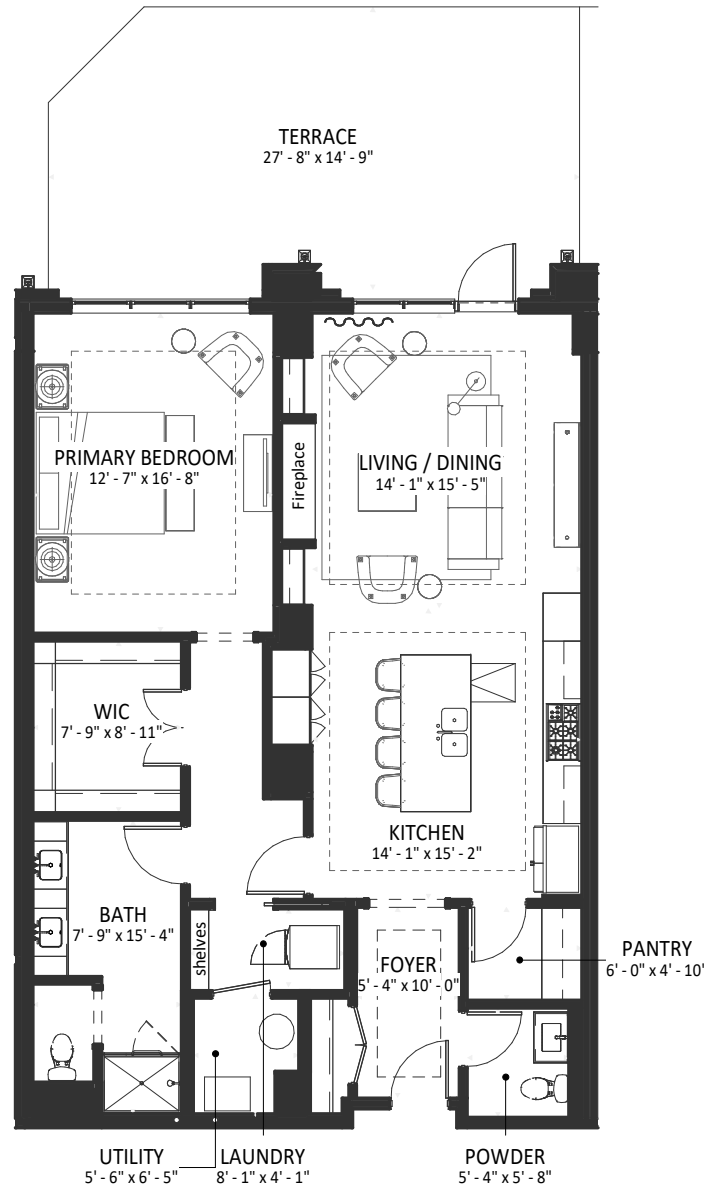 TERRACE
27' - 8" x 14' - 9"
PRIMARY BEDROOM
12' - 7" x 16' - 8"
Fireplace
LIVING / DINING
14' - 1" x 15' - 5"
WIC
7' - 9" x 8' - 11"
KITCHEN
14' - 1" x 15' - 2"
BATH
7' - 9" x 15' - 4"
shelves
FOYER
5' - 4" x 10' - 0"
PANTRY
6' - 0" x 4' - 10"
UTILITY
5' - 6" x 6' - 5"
LAUNDRY
8' - 1" x 4' - 1"
POWDER
5' - 4" x 5' - 8"